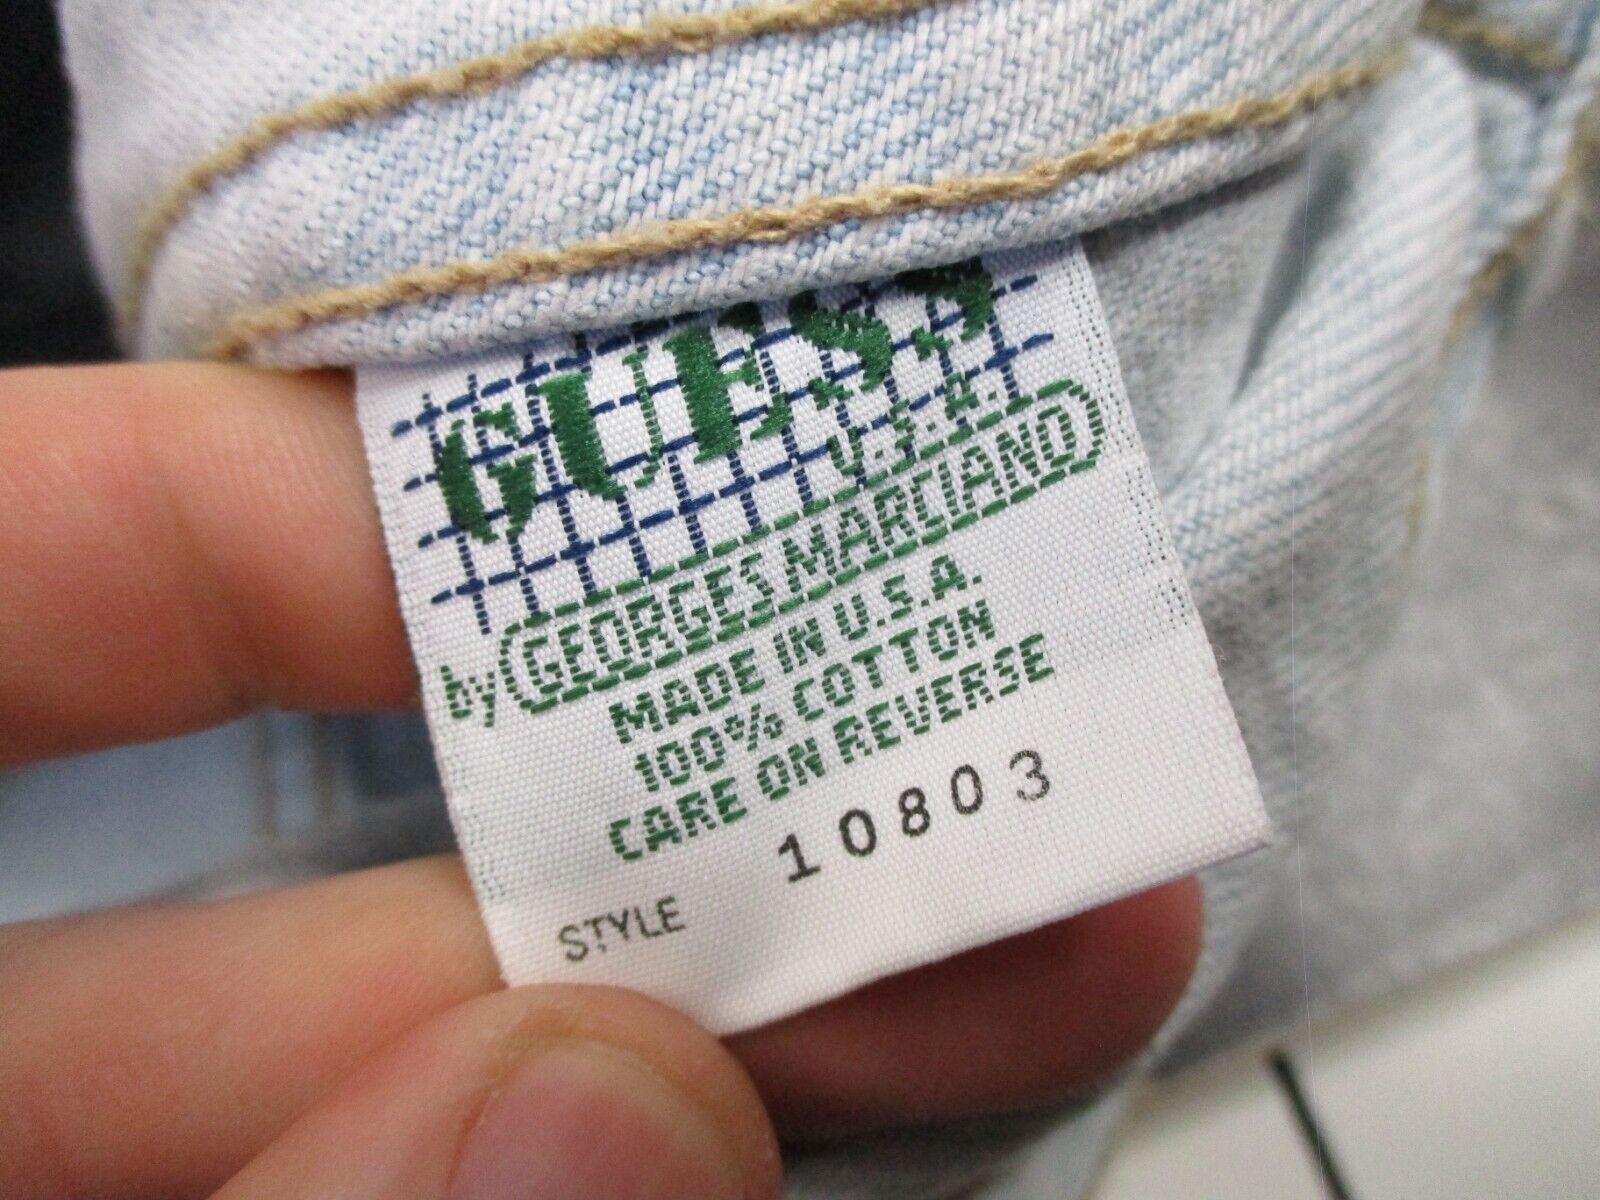 GUESS
U.S.A.
by GEORGES MARCIANO
MADE IN U.S.A.
100% COTTON
CARE ON REVERSE
10803
STYLE